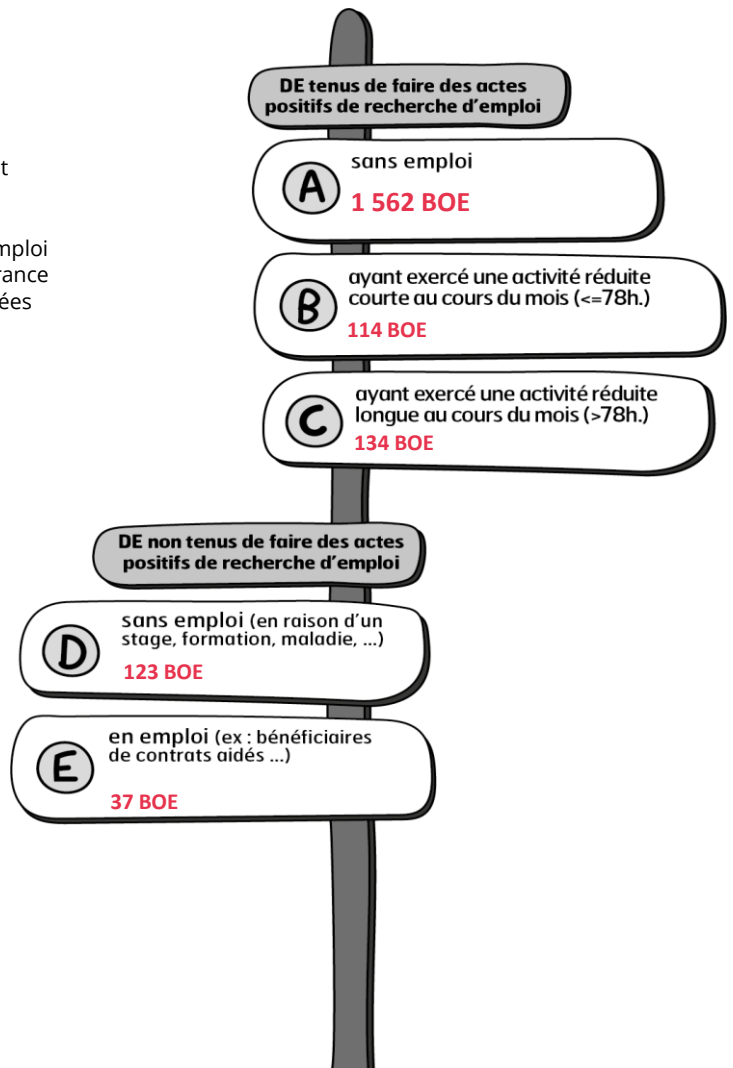 t
mploi
rance
ées
DE tenus de faire des actes
positifs de recherche d'emploi
A
sans emploi
1 562 BOE
B
ayant exercé une activité réduite
courte au cours du mois (<=78h.)
114 BOE
C
ayant exercé une activité réduite
longue au cours du mois (>78h.)
134 BOE
DE non tenus de faire des actes
positifs de recherche d'emploi
D
sans emploi (en raison d'un
stage, formation, maladie, ...)
123 BOE
E
en emploi (ex : bénéficiaires
de contrats aidés ...)
37 BOE